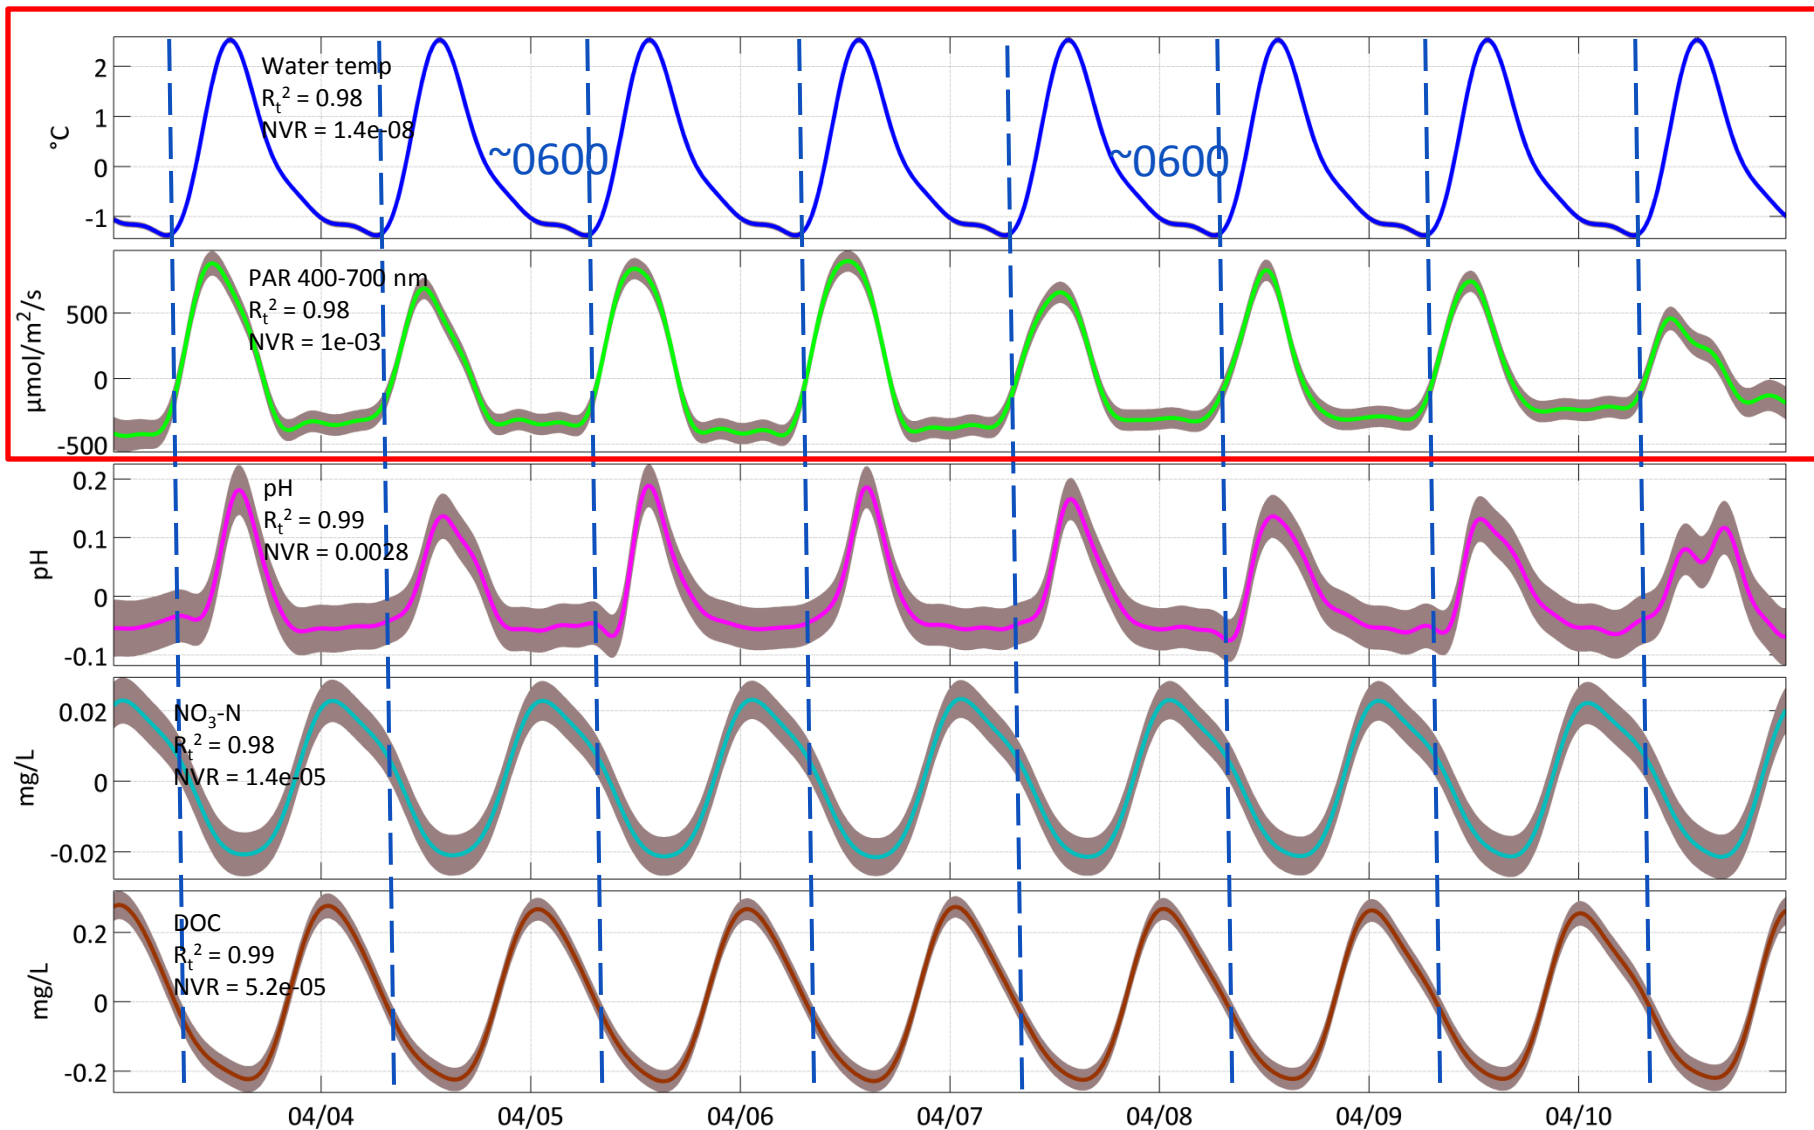 °C
2
1
0
-1
Water temp
Rt² = 0.98
NVR = 1.4e-08
~0600
~0600
µmol/m²/s
500
0
-500
PAR 400-700 nm
Rt² = 0.98
NVR = 1e-03
pH
0.2
0.1
0
-0.1
pH
Rt² = 0.99
NVR = 0.0028
mg/L
0.02
0
-0.02
NO₃-N
Rt² = 0.98
NVR = 1.4e-05
mg/L
0.2
0
-0.2
DOC
Rt² = 0.99
NVR = 5.2e-05
04/04 04/05 04/06 04/07 04/08 04/09 04/10